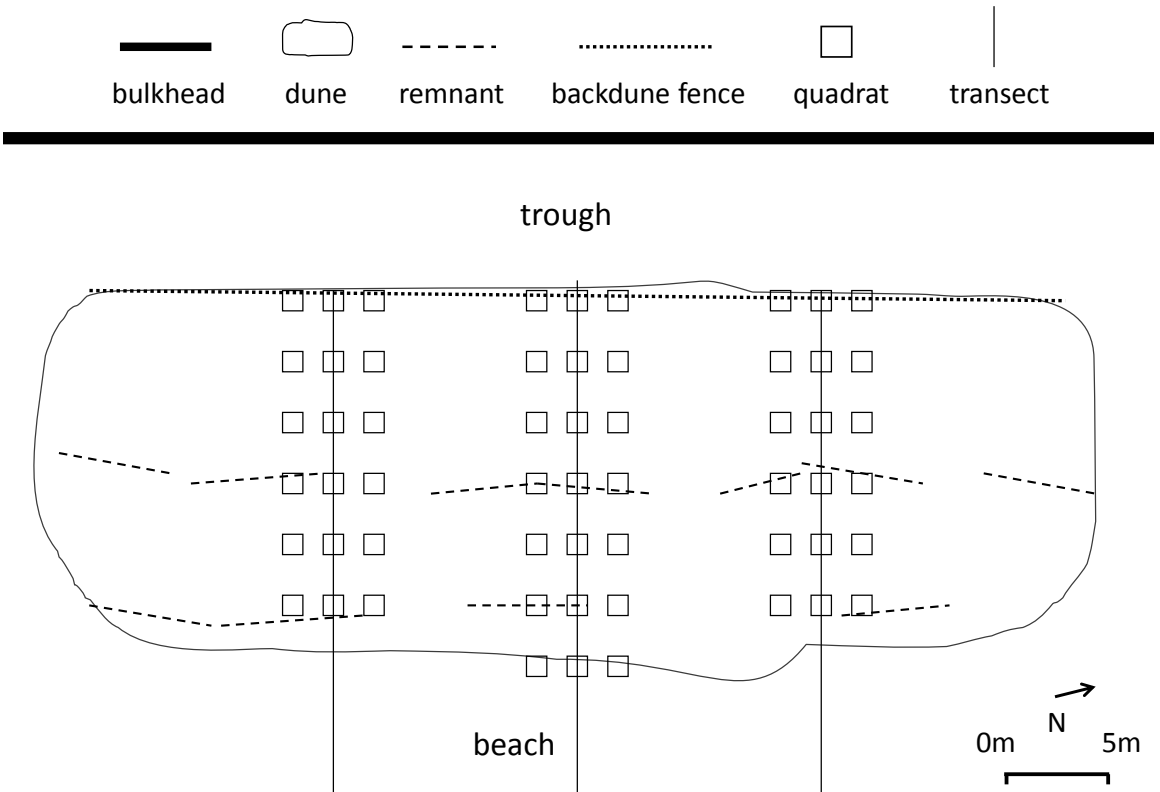 bulkhead dune remnant backdune fence quadrat transect
trough
beach
N
0m 5m